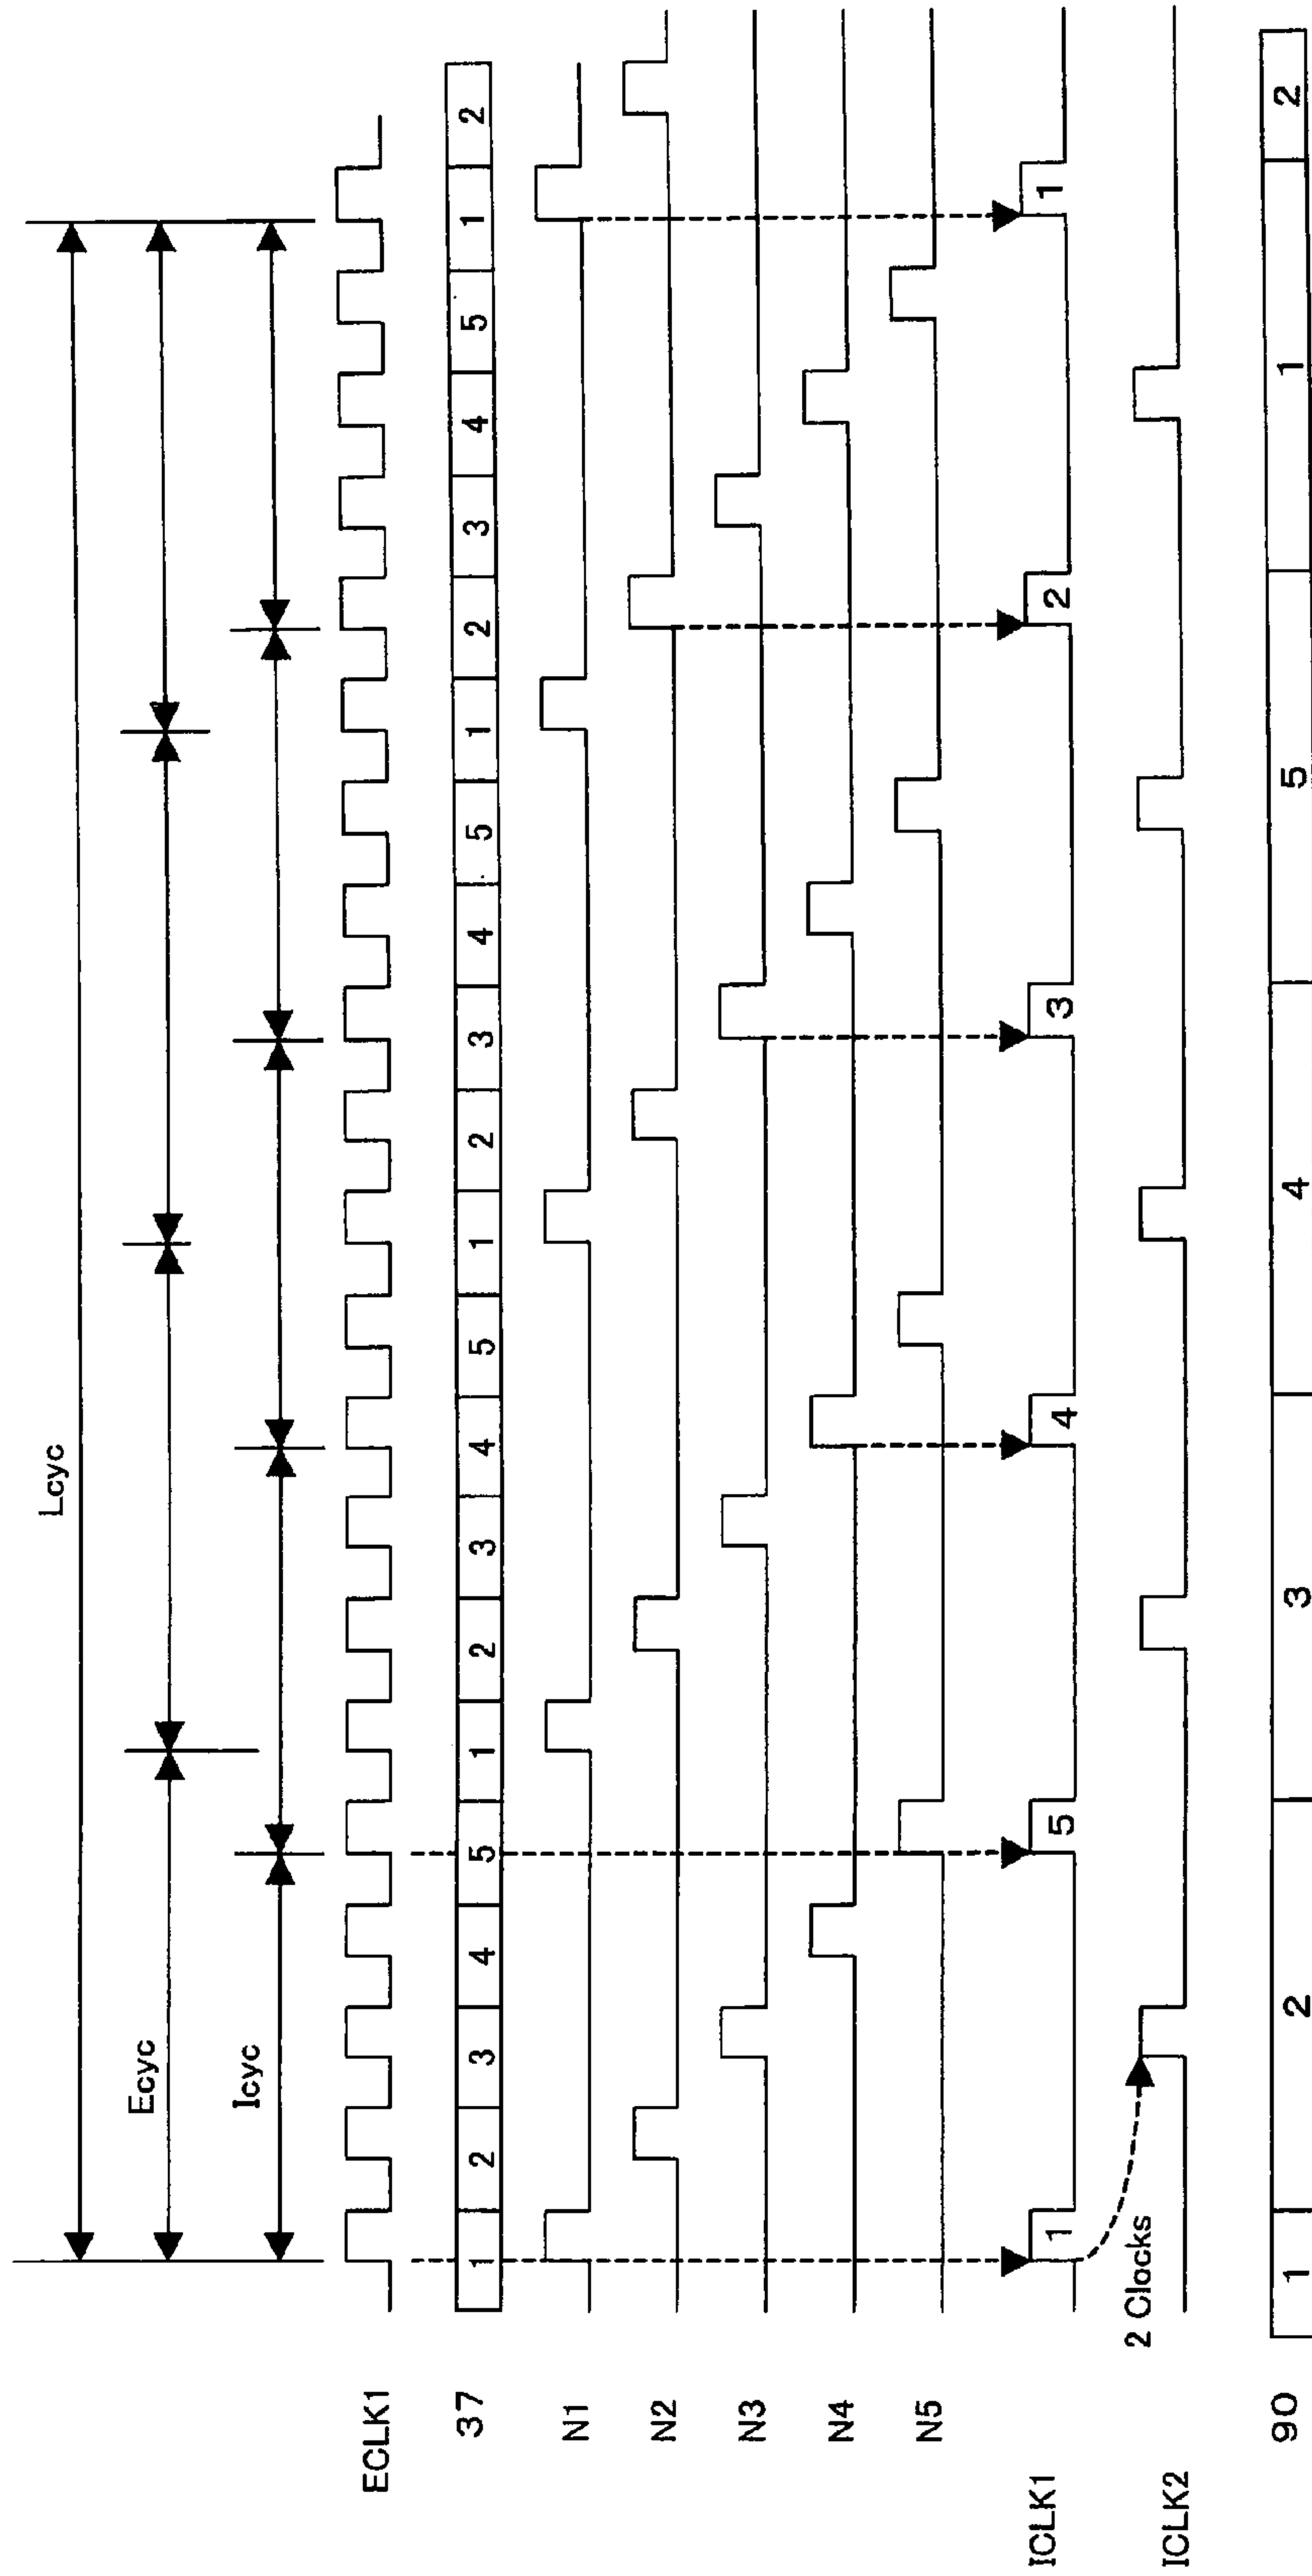 Lcyc
Ecyc
Icyc
ECLK1
37 1 2 3 4 5 1 2 3 4 5 1 2 3 4 5 1 2 3 4 5 1 2
N1
N2
N3
N4
N5
ICLK1 1 5 4 3 2 1
2 Clocks
ICLK2
90 1 2 3 4 5 1 2